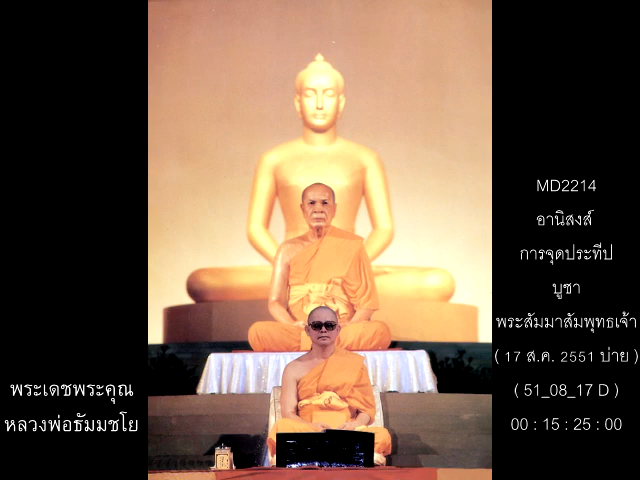 พระเดชพระคุณ
หลวงพ่อธัมมชโย
MD2214
อานิสงส์
การจุดประทีป
บูชา
พระสัมมาสัมพุทธเจ้า
( 17 ส.ค. 2551 บ่าย )
( 51_08_17 D )
00 : 15 : 25 : 00